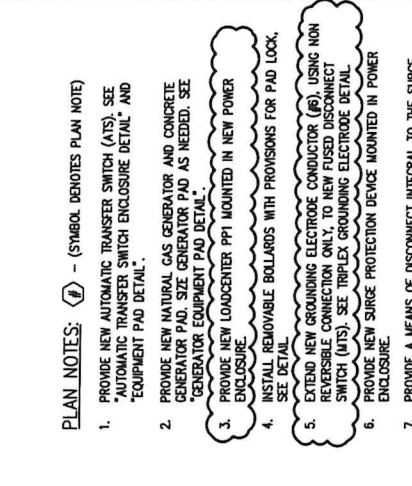 PLAN NOTES: # - (SYMBOL DENOTES PLAN NOTE)
1. PROVIDE NEW AUTOMATIC TRANSFER SWITCH (ATS). SEE
"AUTOMATIC TRANSFER SWITCH ENCLOSURE DETAIL" AND
"EQUIPMENT PAD DETAIL".
2. PROVIDE NEW NATURAL GAS GENERATOR AND CONCRETE
GENERATOR PAD. SIZE GENERATOR PAD AS NEEDED. SEE
"GENERATOR EQUIPMENT PAD DETAIL".
3. PROVIDE NEW LOADCENTER PP1 MOUNTED IN NEW POWER
ENCLOSURE.
4. INSTALL REMOVABLE BOLLARDS WITH PROVISIONS FOR PAD LOCK,
SEE DETAIL.
5. EXTEND NEW GROUNDING ELECTRODE CONDUCTOR (#6), USING NON
REVERSIBLE CONNECTION ONLY, TO NEW FUSED DISCONNECT
SWITCH (MTS). SEE TRIPLEX GROUNDING ELECTRODE DETAIL.
6. PROVIDE NEW SURGE PROTECTION DEVICE MOUNTED IN POWER
ENCLOSURE.
7. PROVIDE A MEANS OF DISCONNECT INTEGRAL TO THE SURGE